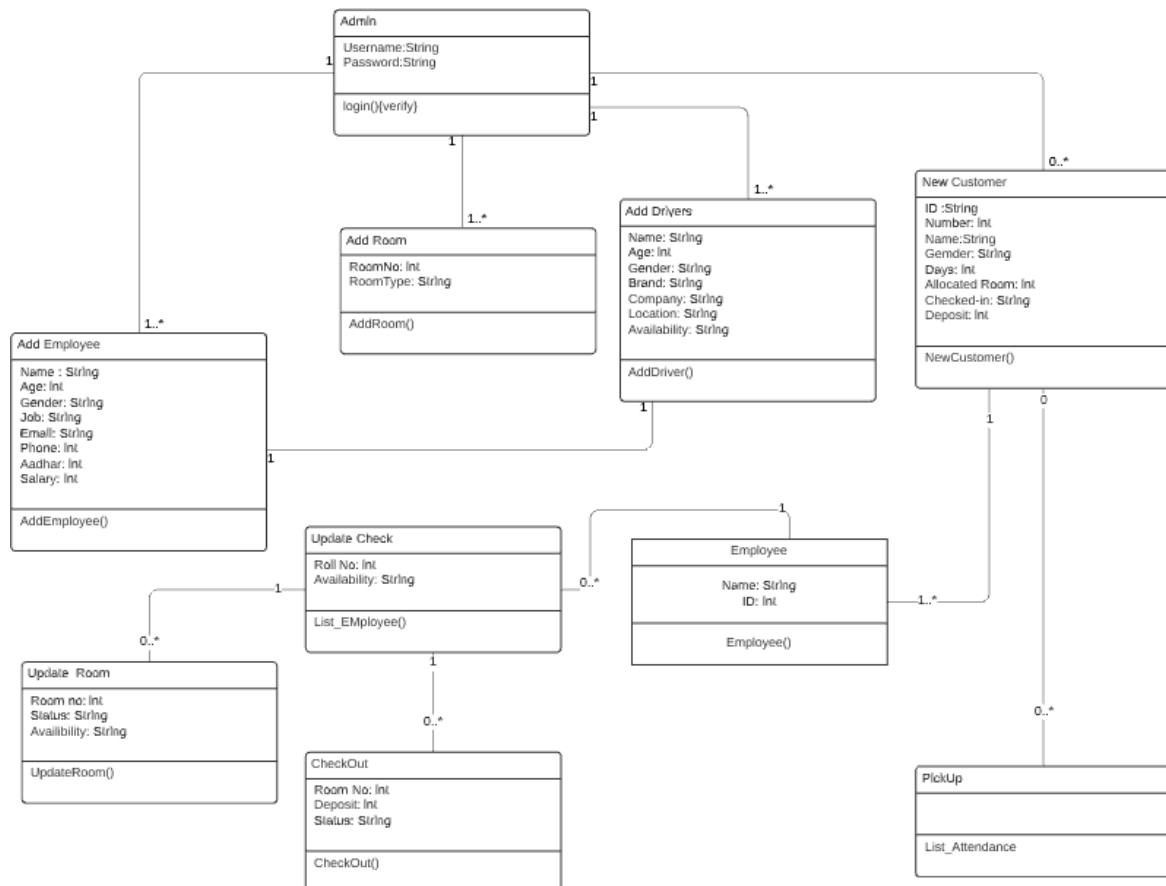 Admin
Username:String
Password:String
login(){verify}
1
1
1
1
1..*
1..*
1..*
0..*
Add Room
RoomNo: Int
RoomType: String
AddRoom()
Add Drivers
Name: String
Age: Int
Gender: String
Brand: String
Company: String
Location: String
Availability: String
AddDriver()
1
New Customer
ID :String
Number: Int
Name:String
Gemder: String
Days: Int
Allocated Room: Int
Checked-in: String
Deposit: Int
NewCustomer()
1
0
Add Employee
Name : String
Age: Int
Gender: String
Job: String
Email: String
Phone: Int
Aadhar: Int
Salary: Int
AddEmployee()
1
Update Check
Roll No: Int
Availability: String
List_EMployee()
1
0..*
1
1
Employee
Name: String
ID: Int
Employee()
1..*
0..*
Update Room
Room no: Int
Status: String
Availibility: String
UpdateRoom()
0..*
CheckOut
Room No: Int
Deposit: Int
Status: String
CheckOut()
0..*
PickUp
List_Attendance